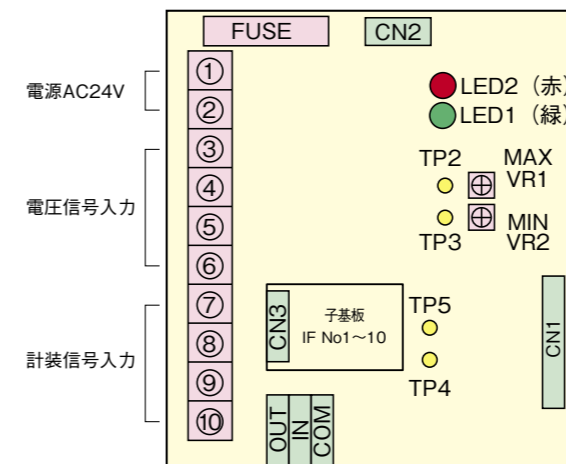 FUSE
CN2
電源AC24V
①
②
③
④
⑤
⑥
⑦
⑧
⑨
⑩
電圧信号入力
計装信号入力
LED2（赤）
LED1（緑）
TP2
MAX
VR1
TP3
MIN
VR2
CN3
子基板
IF No1～10
TP5
TP4
CN1
OUT
IN
COM